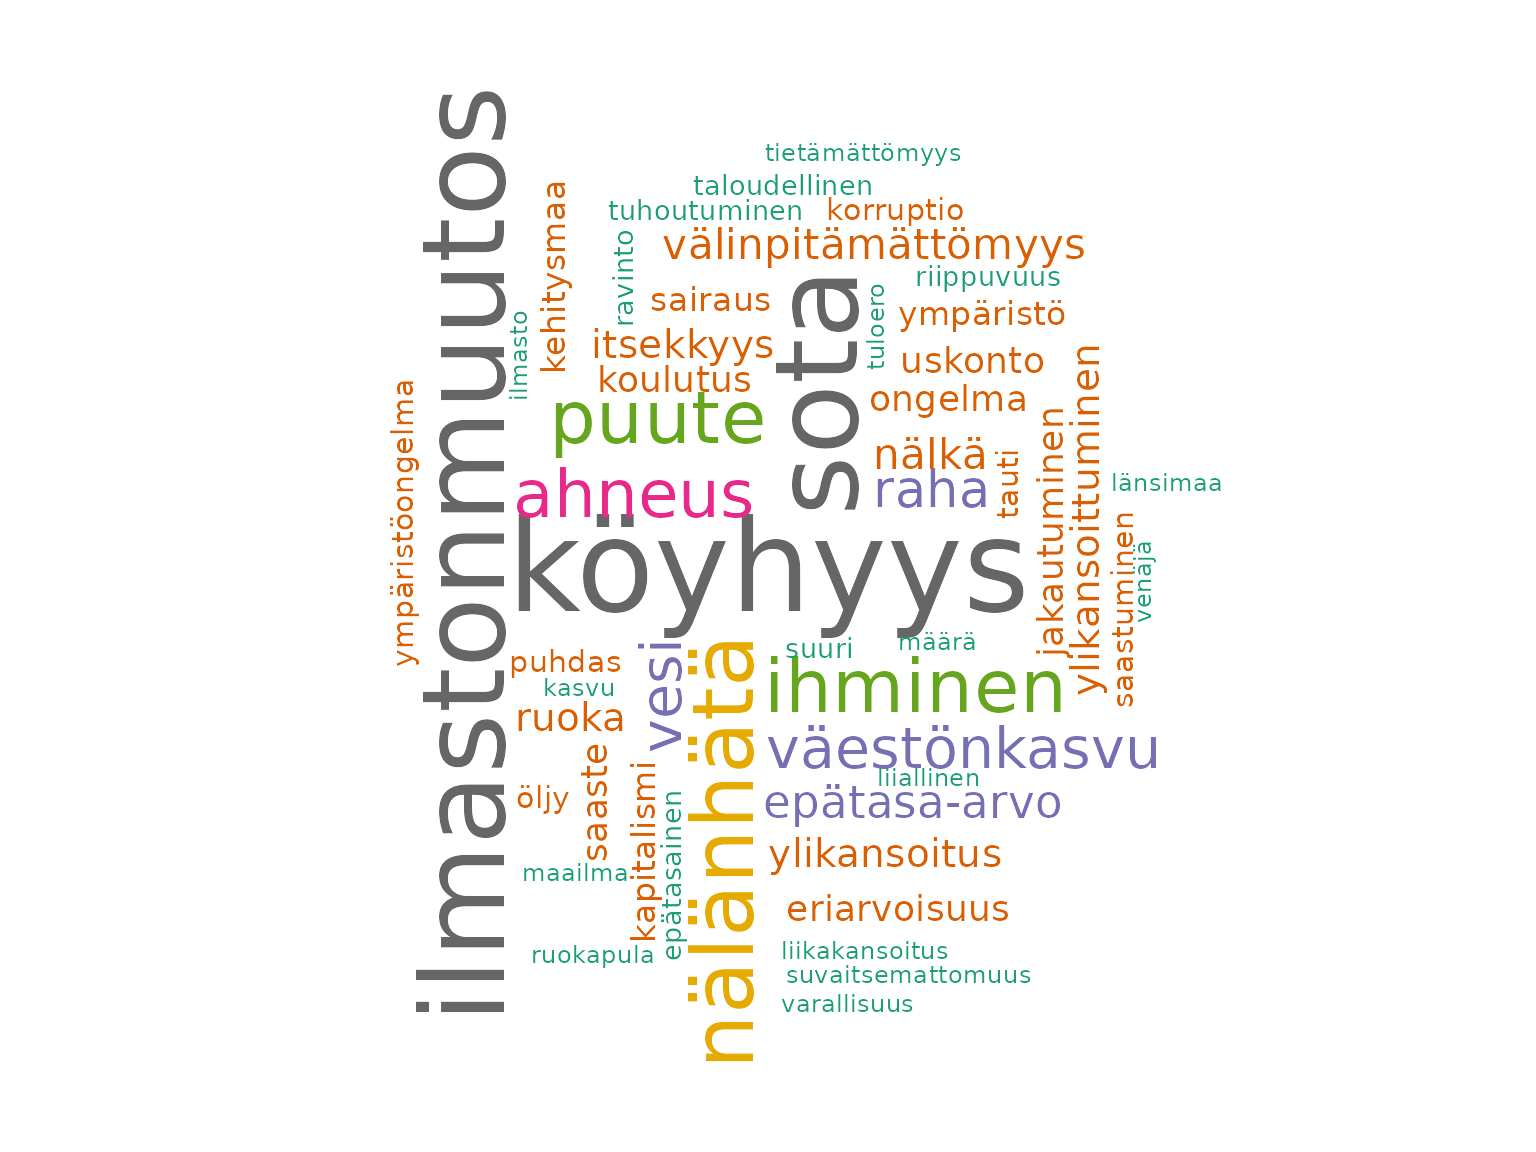 tietämättömyys
taloudellinen
tuhoutuminen
korruptio
välinpitämättömyys
kehitysmaa
ravinto
riippuvuus
sairaus
tuloero
ympäristö
ilmasto
itsekkyys
sota
uskonto
koulutus
ongelma
puute
nälkä
tauti
ahneus
raha
länsimaa
ilmastonmuutos
ympäristöongelma
köyhyys
jakautuminen
ylikansoittuminen
saastuminen
venäjä
suuri
määrä
puhdas
kasvu
vesi
ihminen
ruoka
nälänhätä
väestönkasvu
liiallinen
öljy
saaste
kapitalismi
epätasainen
epätasa-arvo
ylikansoitus
maailma
eriarvoisuus
ruokapula
liikakansoitus
suvaitsemattomuus
varallisuus